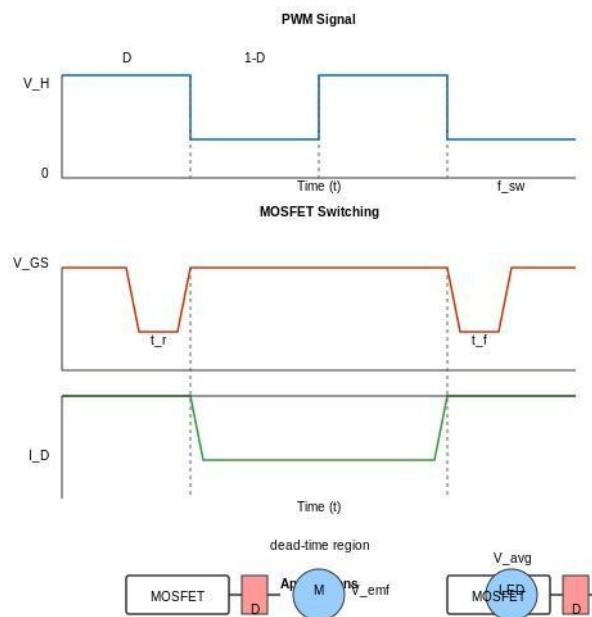 PWM Signal
D
1-D
V_H
0
Time (t)
f_sw
MOSFET Switching
V_GS
t_r
t_f
I_D
Time (t)
dead-time region
V_avg
MOSFET
D
M
V_emf
MOSFET
LED
D